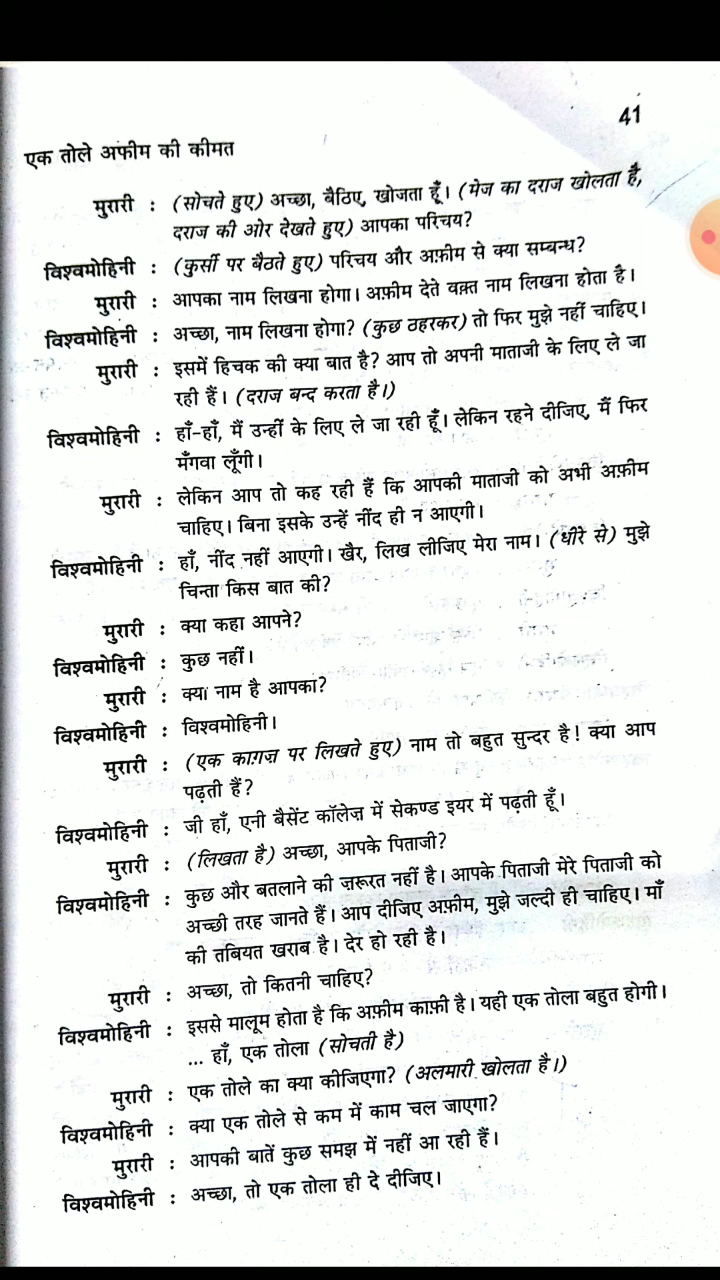 41
एक तोले अफीम की कीमत
मुरारी : (सोचते हुए) अच्छा, बैठिए, खोजता हूँ। (मेज का दराज खोलता है,
दराज की ओर देखते हुए) आपका परिचय?
विश्वमोहिनी : (कुर्सी पर बैठते हुए) परिचय और अफ़ीम से क्या सम्बन्ध?
मुरारी : आपका नाम लिखना होगा। अफ़ीम देते वक़्त नाम लिखना होता है।
विश्वमोहिनी : अच्छा, नाम लिखना होगा? (कुछ ठहरकर) तो फिर मुझे नहीं चाहिए।
मुरारी : इसमें हिचक की क्या बात है? आप तो अपनी माताजी के लिए ले जा
रही हैं। (दराज बन्द करता है।)
विश्वमोहिनी : हाँ-हाँ, मैं उन्हीं के लिए ले जा रही हूँ। लेकिन रहने दीजिए, मैं फिर
मँगवा लूँगी।
मुरारी : लेकिन आप तो कह रही हैं कि आपकी माताजी को अभी अफ़ीम
चाहिए। बिना इसके उन्हें नींद ही न आएगी।
विश्वमोहिनी : हाँ, नींद नहीं आएगी। खैर, लिख लीजिए मेरा नाम। (धीरे से) मुझे
चिन्ता किस बात की?
मुरारी : क्या कहा आपने?
विश्वमोहिनी : कुछ नहीं।
मुरारी : क्या नाम है आपका?
विश्वमोहिनी : विश्वमोहिनी।
मुरारी : (एक काग़ज़ पर लिखते हुए) नाम तो बहुत सुन्दर है! क्या आप
पढ़ती हैं?
विश्वमोहिनी : जी हाँ, एनी बैसेंट कॉलेज में सेकण्ड इयर में पढ़ती हूँ।
मुरारी : (लिखता है) अच्छा, आपके पिताजी?
विश्वमोहिनी : कुछ और बतलाने की ज़रूरत नहीं है। आपके पिताजी मेरे पिताजी को
अच्छी तरह जानते हैं। आप दीजिए अफ़ीम, मुझे जल्दी ही चाहिए। माँ
की तबियत खराब है। देर हो रही है।
मुरारी : अच्छा, तो कितनी चाहिए?
विश्वमोहिनी : इससे मालूम होता है कि अफ़ीम काफ़ी है। यही एक तोला बहुत होगी।
... हाँ, एक तोला (सोचती है)
मुरारी : एक तोले का क्या कीजिएगा? (अलमारी खोलता है।)
विश्वमोहिनी : क्या एक तोले से कम में काम चल जाएगा?
मुरारी : आपकी बातें कुछ समझ में नहीं आ रही हैं।
विश्वमोहिनी : अच्छा, तो एक तोला ही दे दीजिए।